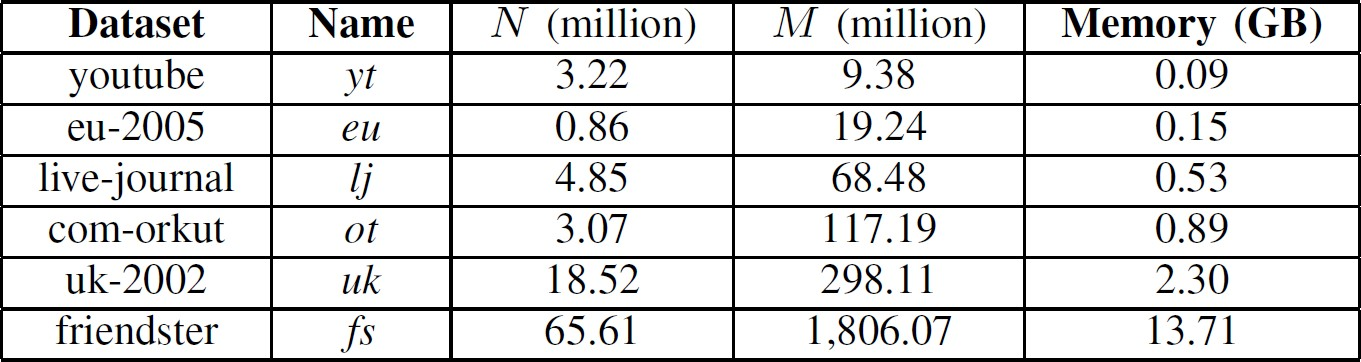 Dataset Name N (million) M (million) Memory (GB)
youtube yt 3.22 9.38 0.09
eu-2005 eu 0.86 19.24 0.15
live-journal lj 4.85 68.48 0.53
com-orkut ot 3.07 117.19 0.89
uk-2002 uk 18.52 298.11 2.30
friendster fs 65.61 1,806.07 13.71